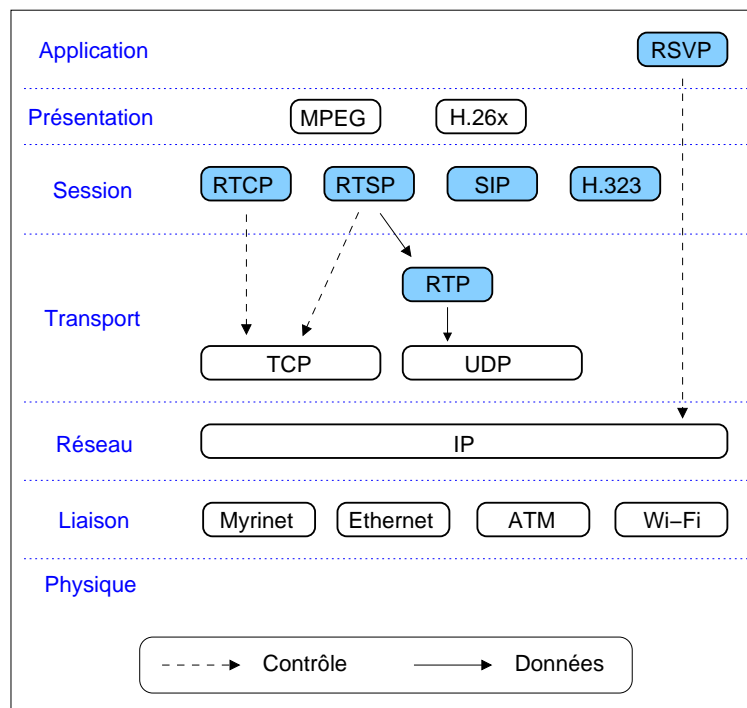 Application
RSVP
Présentation
MPEG
H.26x
Session
RTCP
RTSP
SIP
H.323
Transport
RTP
TCP
UDP
Réseau
IP
Liaison
Myrinet
Ethernet
ATM
Wi−Fi
Physique
Contrôle
Données